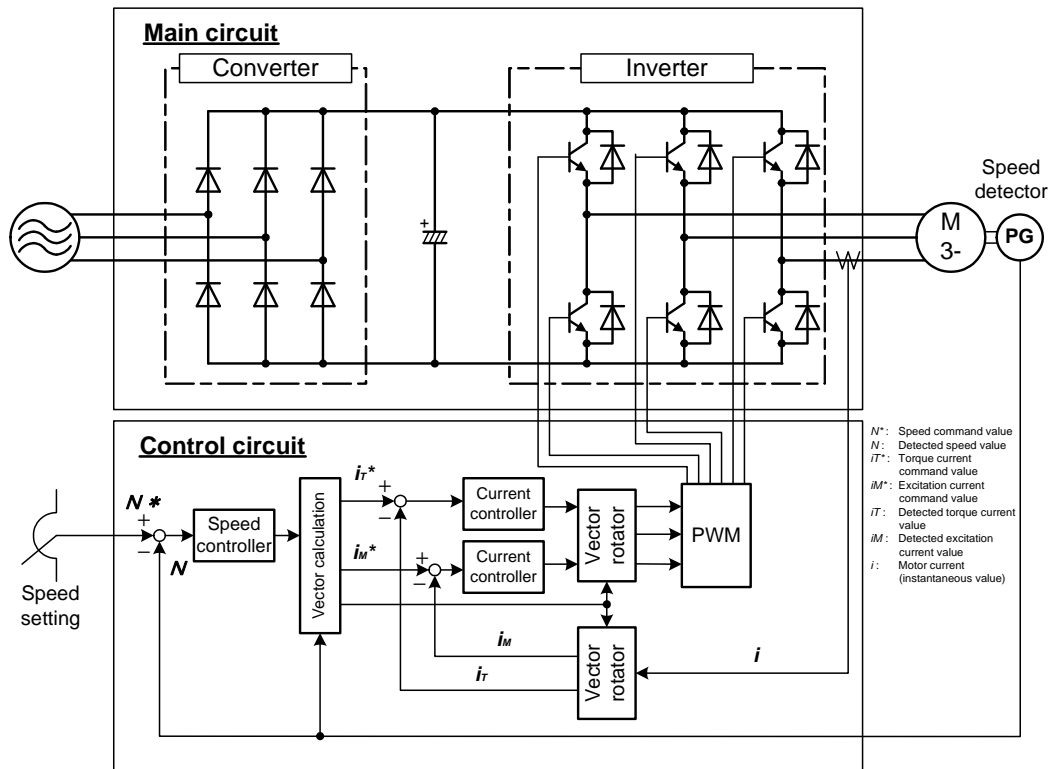 Main circuit
Converter
Inverter
Speed
detector
M
3-
PG
Control circuit
N* : Speed command value
N : Detected speed value
iT* : Torque current
command value
iM* : Excitation current
command value
iT : Detected torque current
value
iM : Detected excitation
current value
i : Motor current
(instantaneous value)
N*
+
−
N
Speed
setting
Speed
controller
Vector calculation
iT*
+
−
iM*
+
−
Current
controller
Current
controller
Vector
rotator
PWM
iM
iT
Vector
rotator
i
+